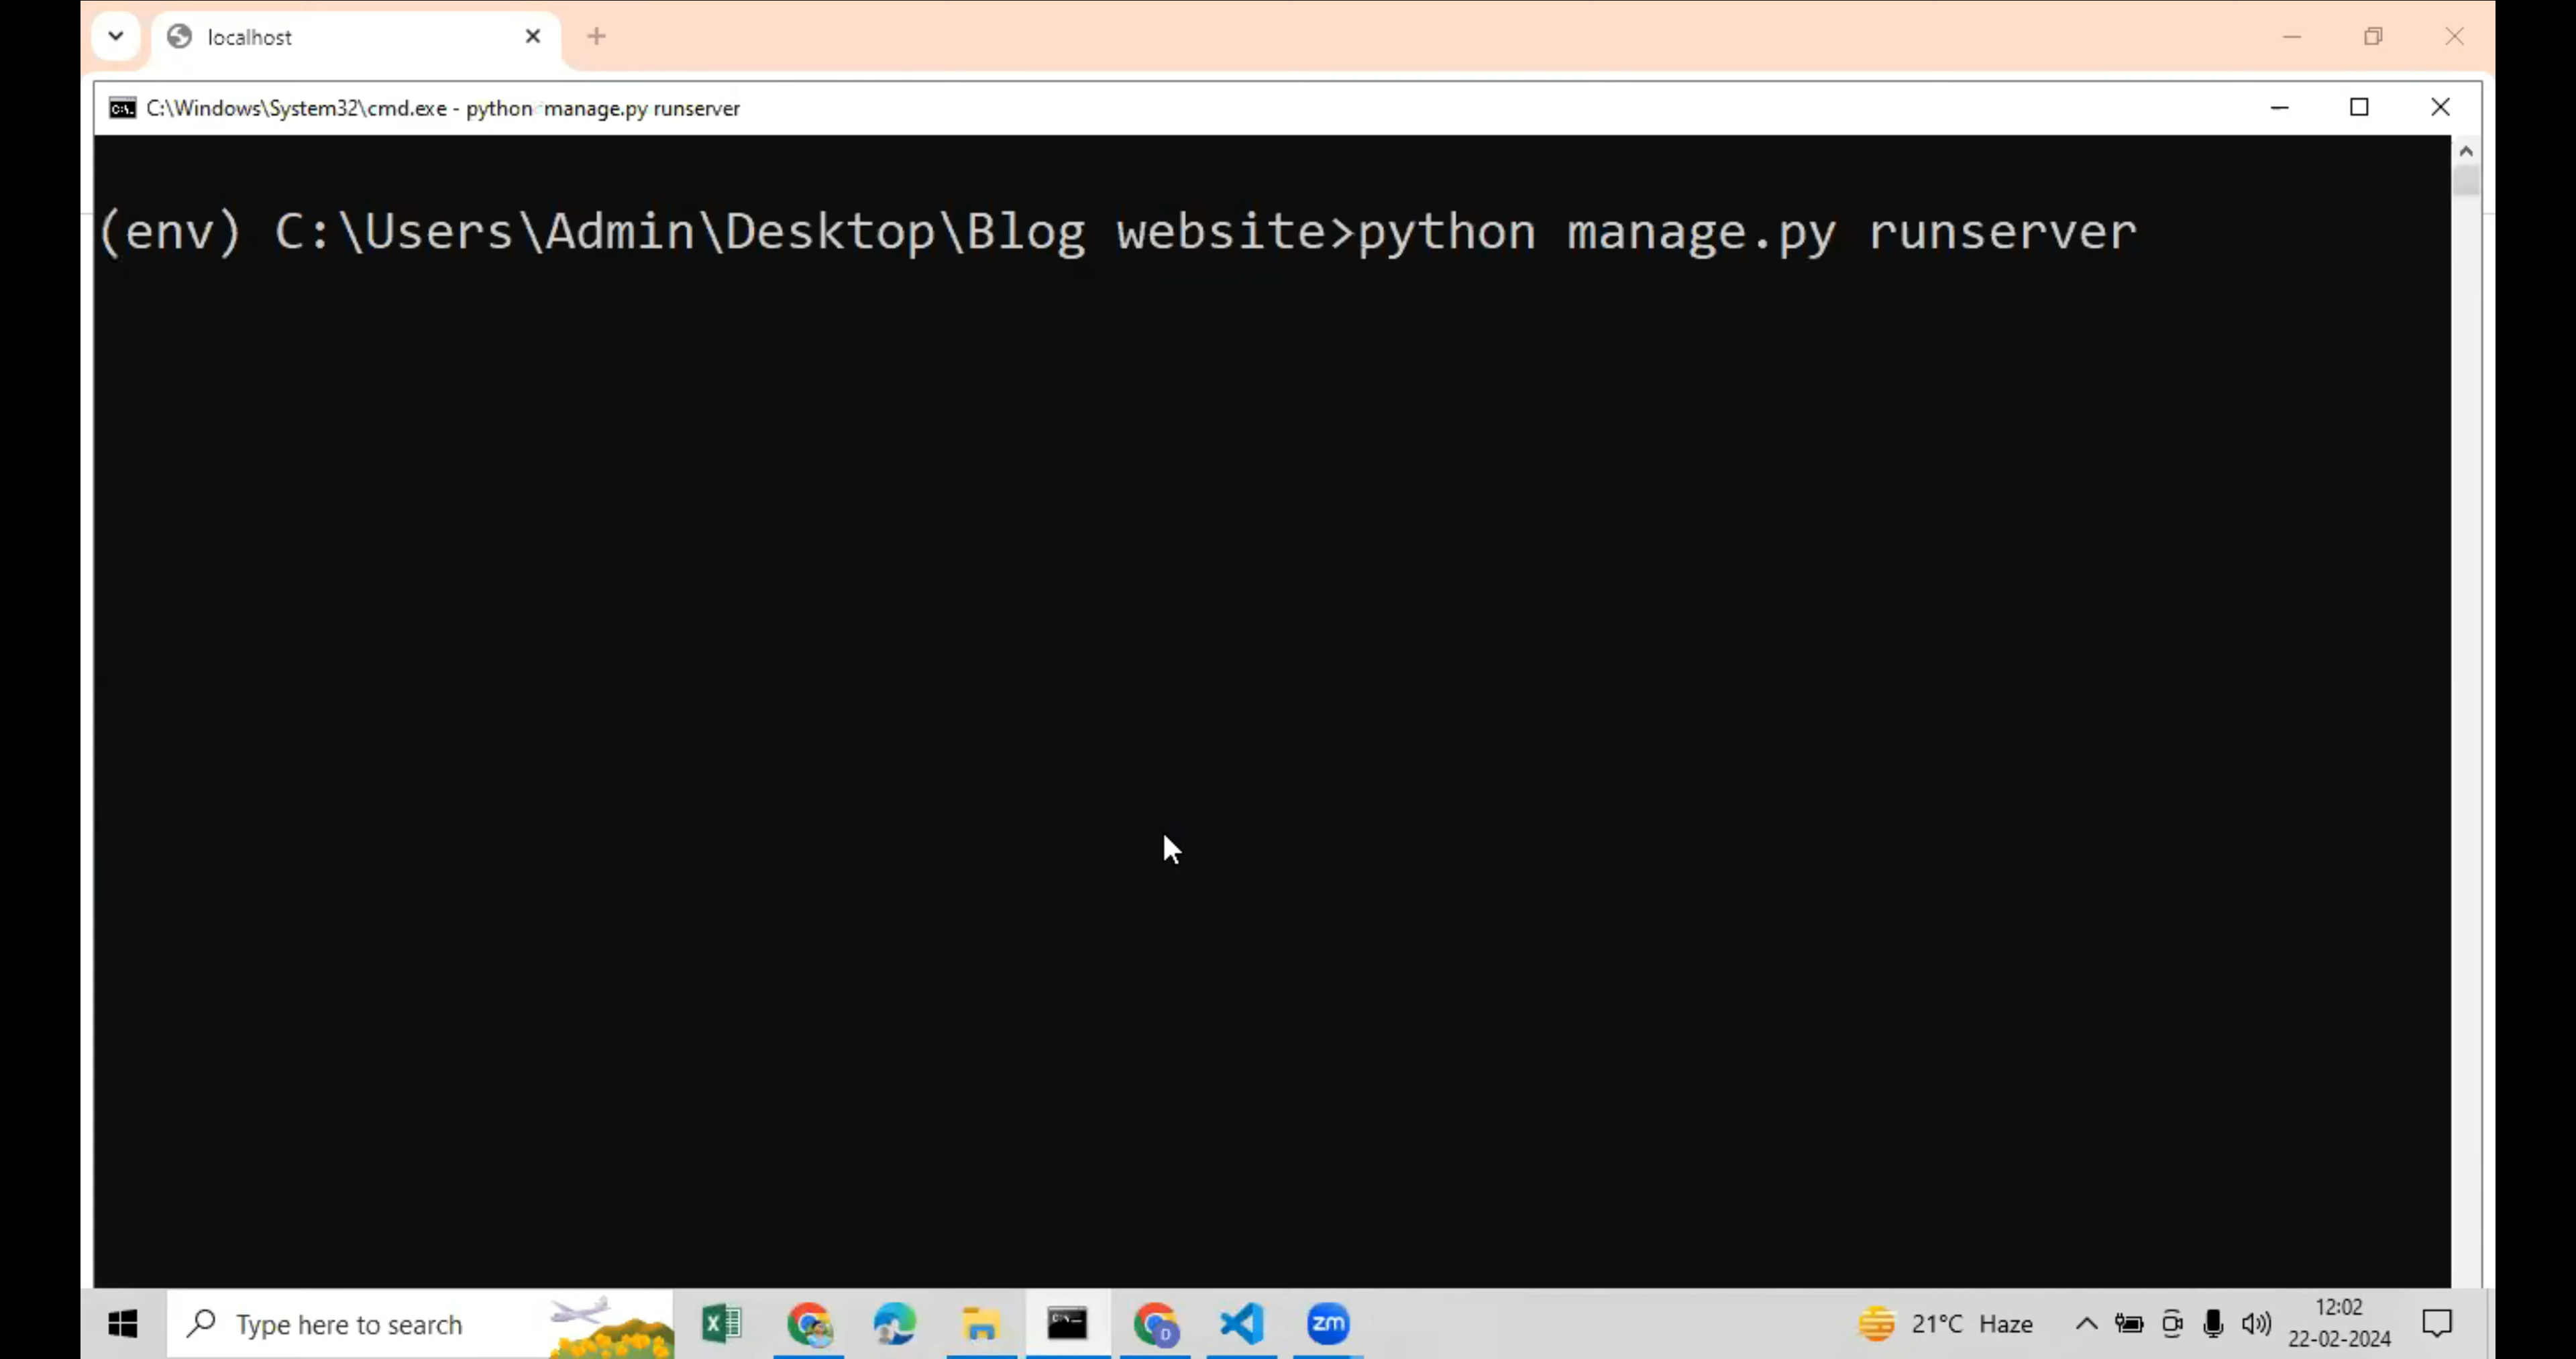 localhost
C:\Windows\System32\cmd.exe - python manage.py runserver
(env) C:\Users\Admin\Desktop\Blog website>python manage.py runserver
Type here to search
D
zm
21°C Haze
12:02
22-02-2024